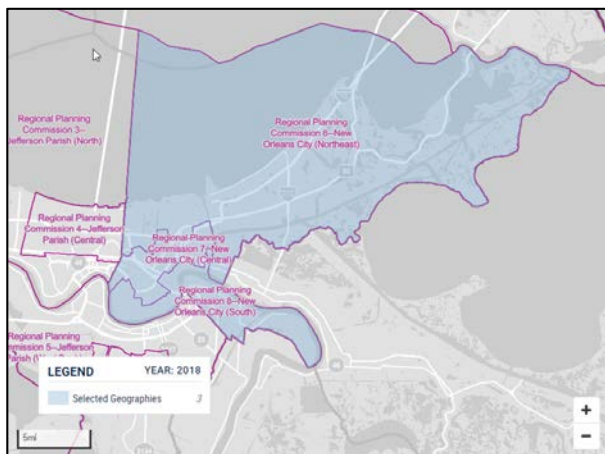 Regional Planning
Commission 3--
Jefferson Parish (North)
Regional Planning
Commission 6--New
Orleans City (Northeast)
Regional Planning
Commission 4--Jefferson
Parish (Central)
Regional Planning
Commission 7--New
Orleans City (Central)
Regional Planning
Commission 8--New
Orleans City (South)
Regional Planning
Commission 5--Jefferson
Parish (West
LEGEND YEAR: 2018
Selected Geographies 3
5mi
+
−